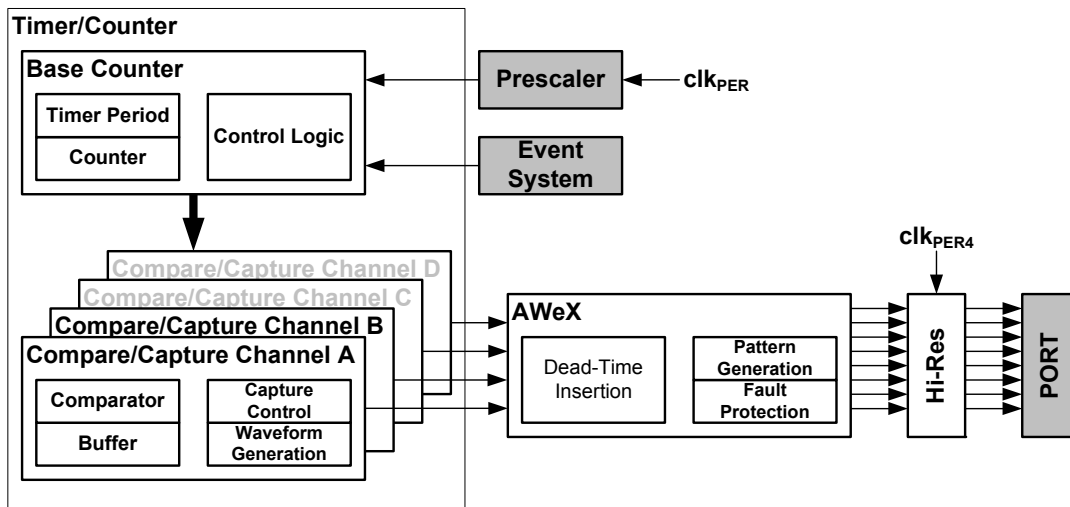 Timer/Counter
Base Counter
Timer Period
Counter
Control Logic
Prescaler
clkPER
Event
System
Compare/Capture Channel D
Compare/Capture Channel C
Compare/Capture Channel B
Compare/Capture Channel A
Comparator
Buffer
Capture
Control
Waveform
Generation
AWeX
Dead-Time
Insertion
Pattern
Generation
Fault
Protection
clkPER4
Hi-Res
PORT